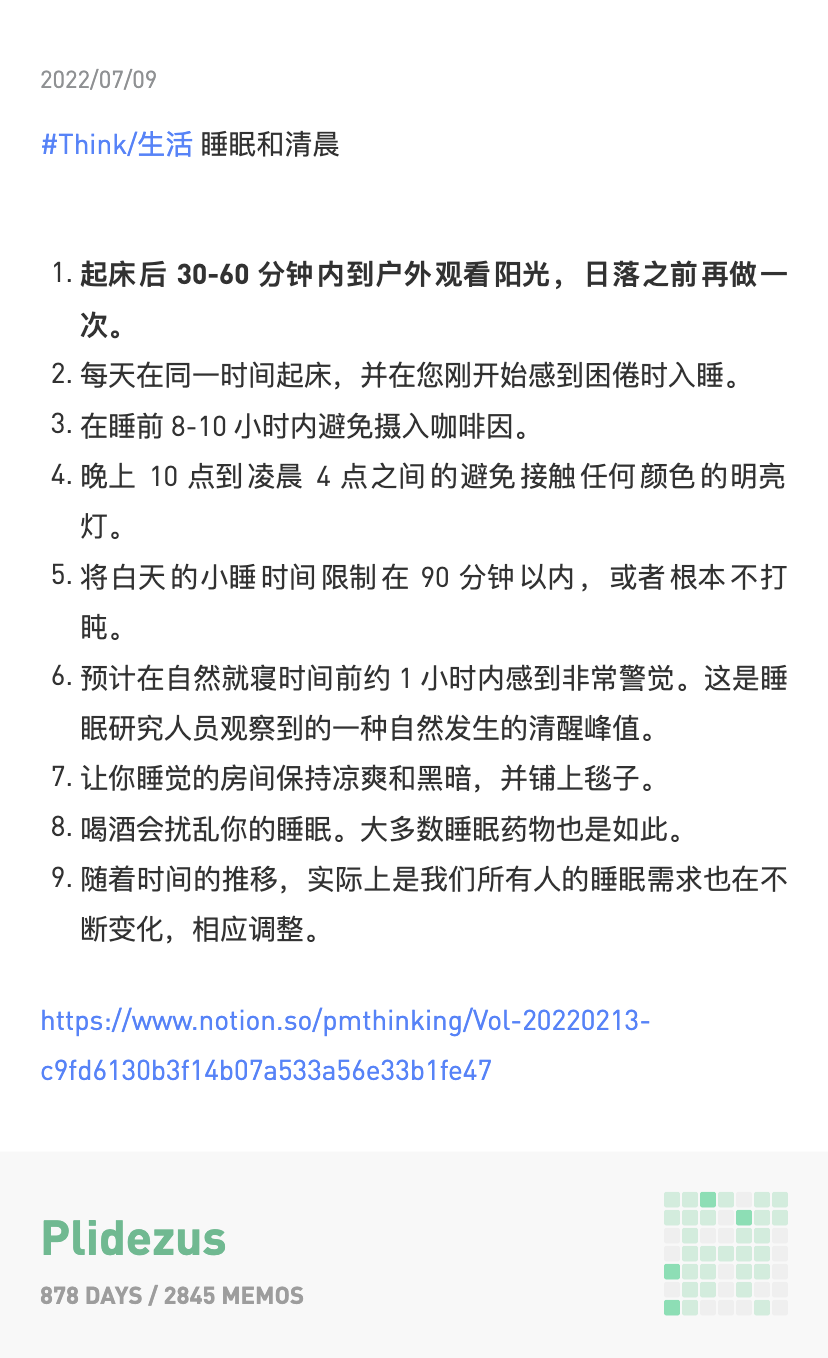 2022/07/09
#Think/生活 睡眠和清晨
1. 起床后 30-60 分钟内到户外观看阳光，日落之前再做一
次。
2. 每天在同一时间起床，并在您刚开始感到困倦时入睡。
3. 在睡前 8-10 小时内避免摄入咖啡因。
4. 晚上 10 点到凌晨 4 点之间的避免接触任何颜色的明亮
灯。
5. 将白天的小睡时间限制在 90 分钟以内，或者根本不打
盹。
6. 预计在自然就寝时间前约 1 小时内感到非常警觉。这是睡
眠研究人员观察到的一种自然发生的清醒峰值。
7. 让你睡觉的房间保持凉爽和黑暗，并铺上毯子。
8. 喝酒会扰乱你的睡眠。大多数睡眠药物也是如此。
9. 随着时间的推移，实际上是我们所有人的睡眠需求也在不
断变化，相应调整。
https://www.notion.so/pmthinking/Vol-20220213-
c9fd6130b3f14b07a533a56e33b1fe47
Plidezus
878 DAYS / 2845 MEMOS